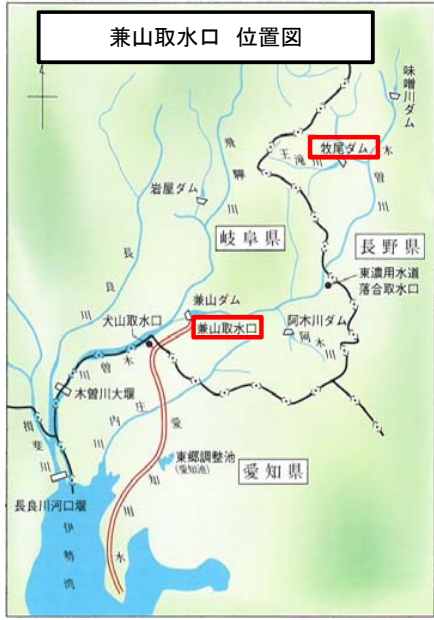 兼山取水口 位置図
味噌川ダム
牧尾ダム
王滝川
木曽川
飛騨川
岩屋ダム
岐阜県
長野県
長良川
東濃用水道
落合取水口
兼山ダム
犬山取水口
兼山取水口
阿木川ダム
阿木川
木曽川
木曽川大堰
庄内川
揖斐川
愛知用水
東郷調整池
(愛知池)
愛知県
長良川河口堰
伊勢湾